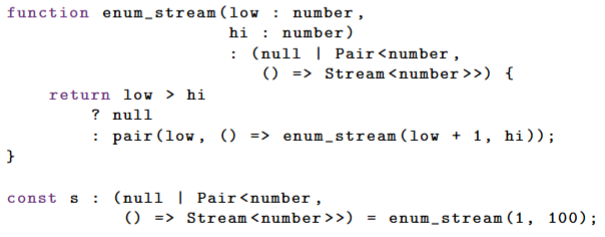 function enum_stream(low : number,
                     hi : number)
                     : (null | Pair<number,
                        () => Stream<number>>) {
    return low > hi
        ? null
        : pair(low, () => enum_stream(low + 1, hi));
}
const s : (null | Pair<number,
           () => Stream<number>>) = enum_stream(1, 100);